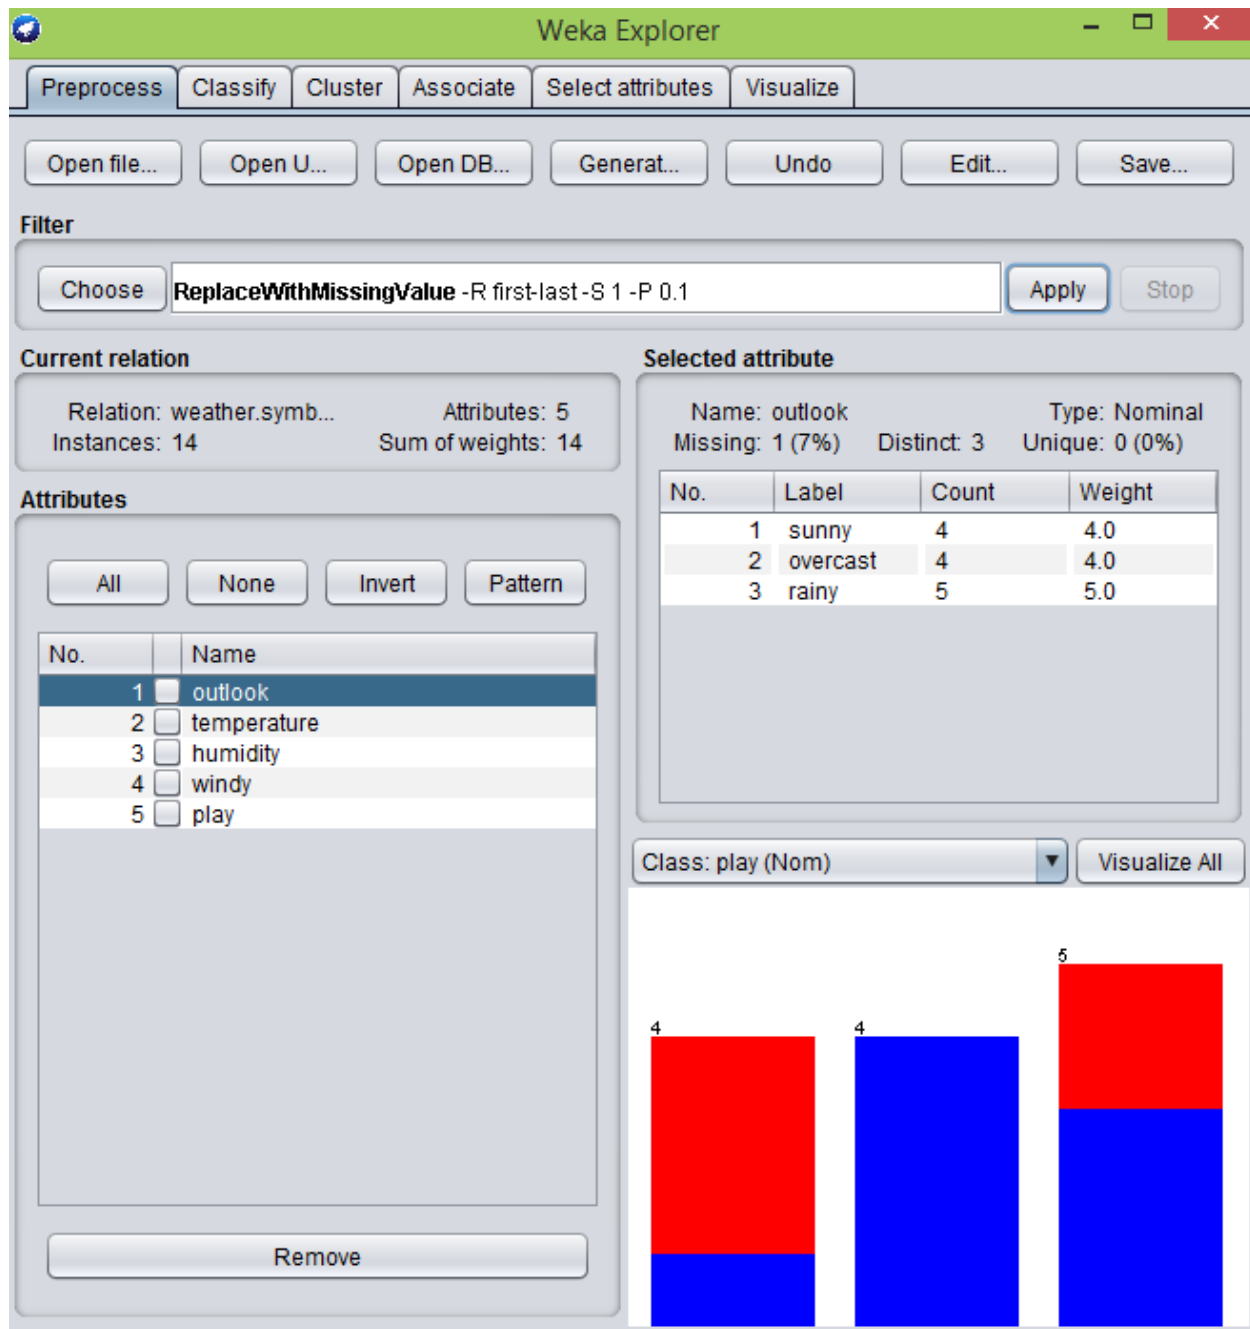 Weka Explorer
Preprocess Classify Cluster Associate Select attributes Visualize
Open file... Open U... Open DB... Generat... Undo Edit... Save...
Filter
Choose ReplaceWithMissingValue -R first-last -S 1 -P 0.1 Apply Stop
Current relation
Relation: weather.symb... Attributes: 5
Instances: 14 Sum of weights: 14
Attributes
All None Invert Pattern
No. Name
1 outlook
2 temperature
3 humidity
4 windy
5 play
Remove
Selected attribute
Name: outlook Type: Nominal
Missing: 1 (7%) Distinct: 3 Unique: 0 (0%)
No. Label Count Weight
1 sunny 4 4.0
2 overcast 4 4.0
3 rainy 5 5.0
Class: play (Nom) Visualize All
5
4 4